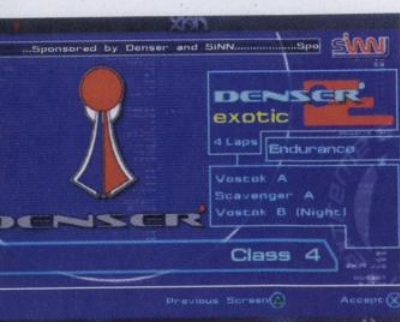 ...Sponsored by Denser and SiNN..................Spo
SiNN
DENSER
exotic
4 Laps
Endurance
Vostok A
Scavenger A
Vostok B (Night)
DENSER
Class 4
Previous Screen
Accept